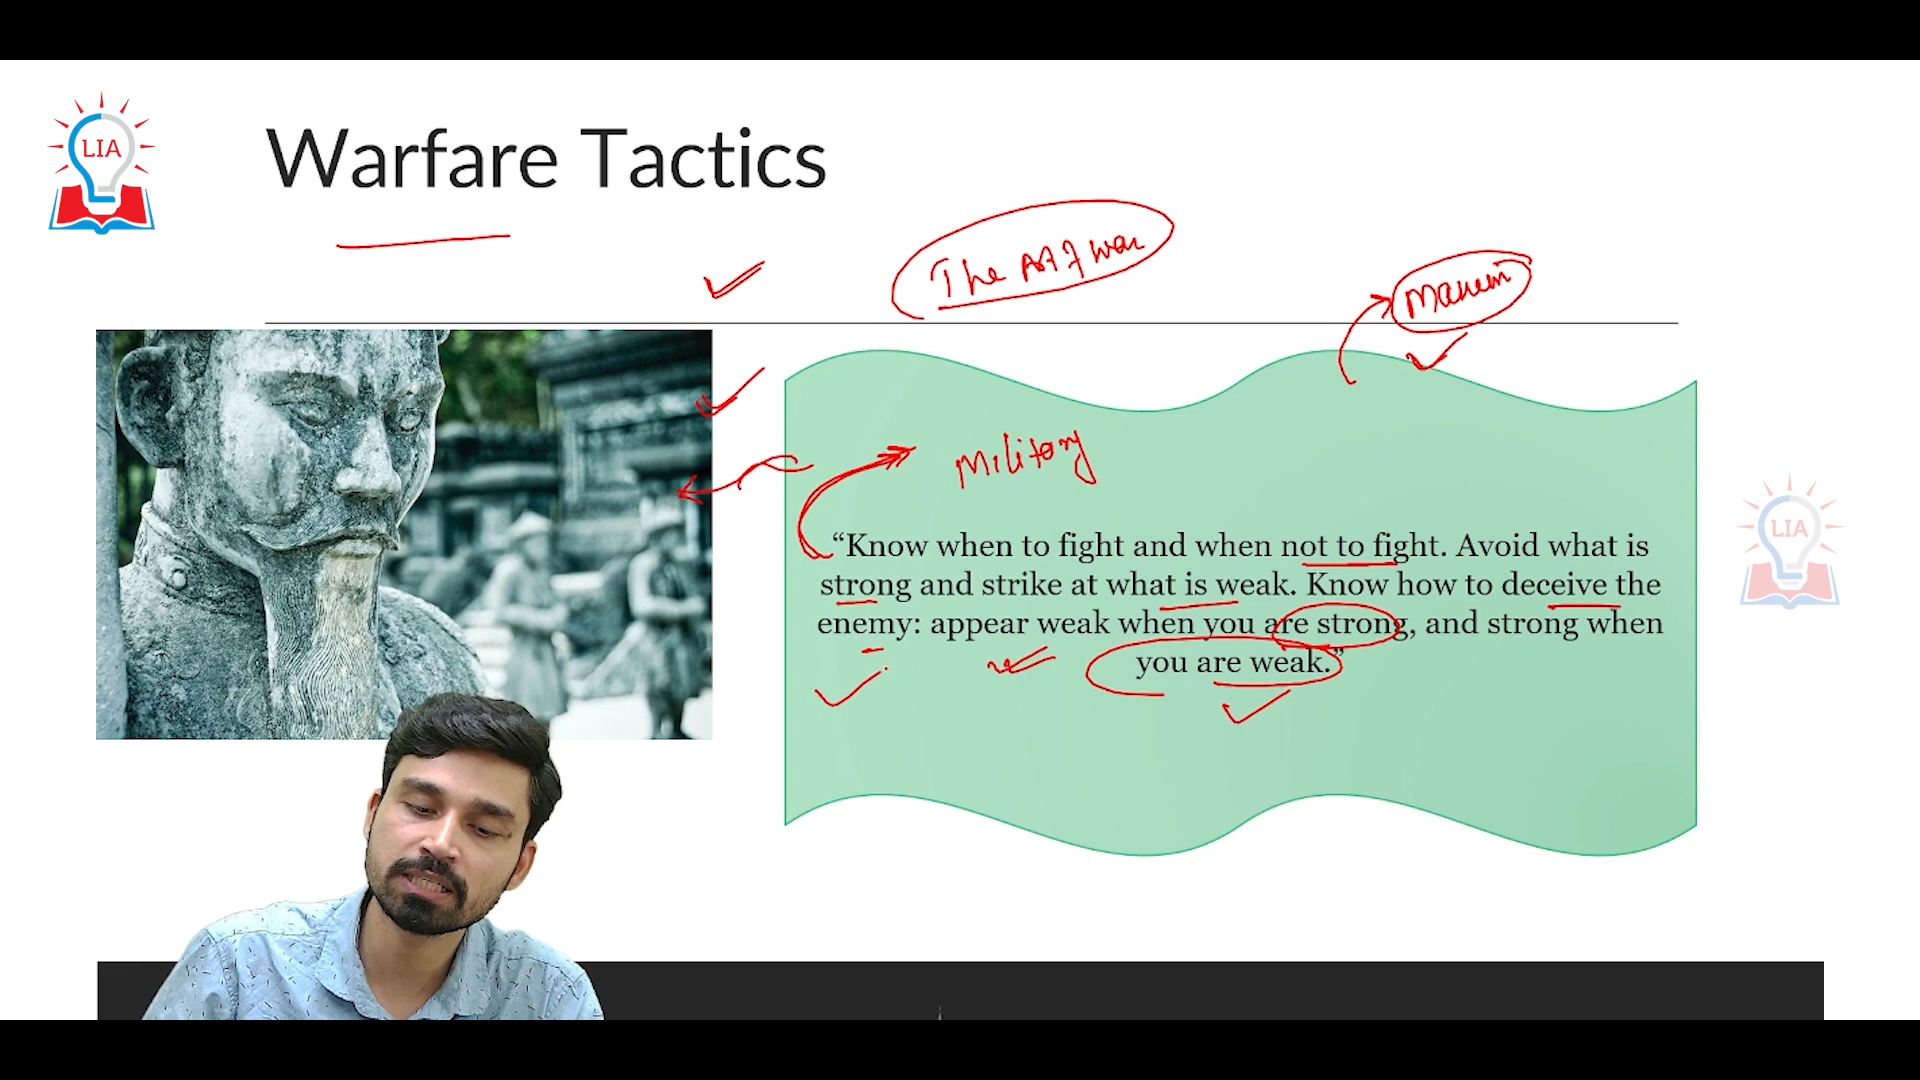 LIA
Warfare Tactics
The Art of war
Military
“Know when to fight and when not to fight. Avoid what is
strong and strike at what is weak. Know how to deceive the
enemy: appear weak when you are strong, and strong when
you are weak.”
LIA